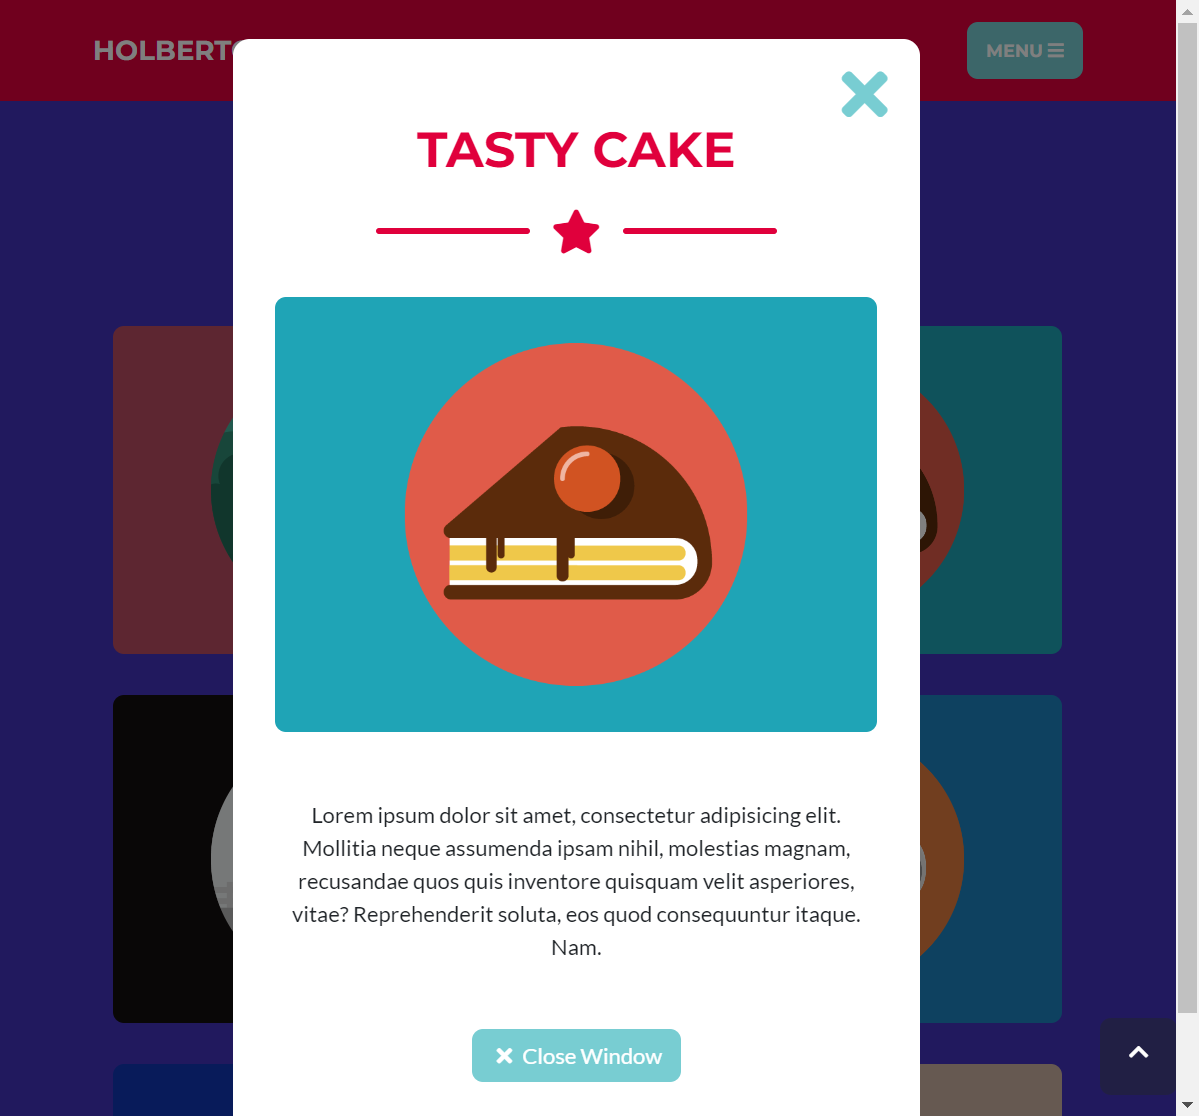 MENU
TASTY CAKE
Lorem ipsum dolor sit amet, consectetur adipisicing elit.
Mollitia neque assumenda ipsam nihil, molestias magnam,
recusandae quos quis inventore quisquam velit asperiores,
vitae? Reprehenderit soluta, eos quod consequuntur itaque.
Nam.
Close Window